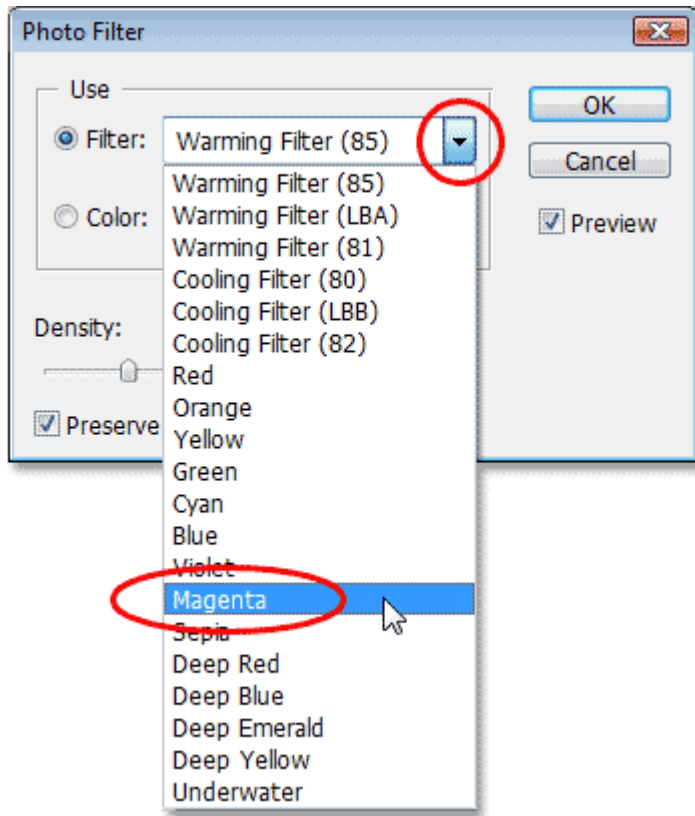 Photo Filter
Use
OK
Filter: Warming Filter (85)
Cancel
Warming Filter (85)
Color: Warming Filter (LBA)
Preview
Warming Filter (81)
Cooling Filter (80)
Cooling Filter (LBB)
Density:
Cooling Filter (82)
Red
Orange
Preserve
Yellow
Green
Cyan
Blue
Violet
Magenta
Sepia
Deep Red
Deep Blue
Deep Emerald
Deep Yellow
Underwater